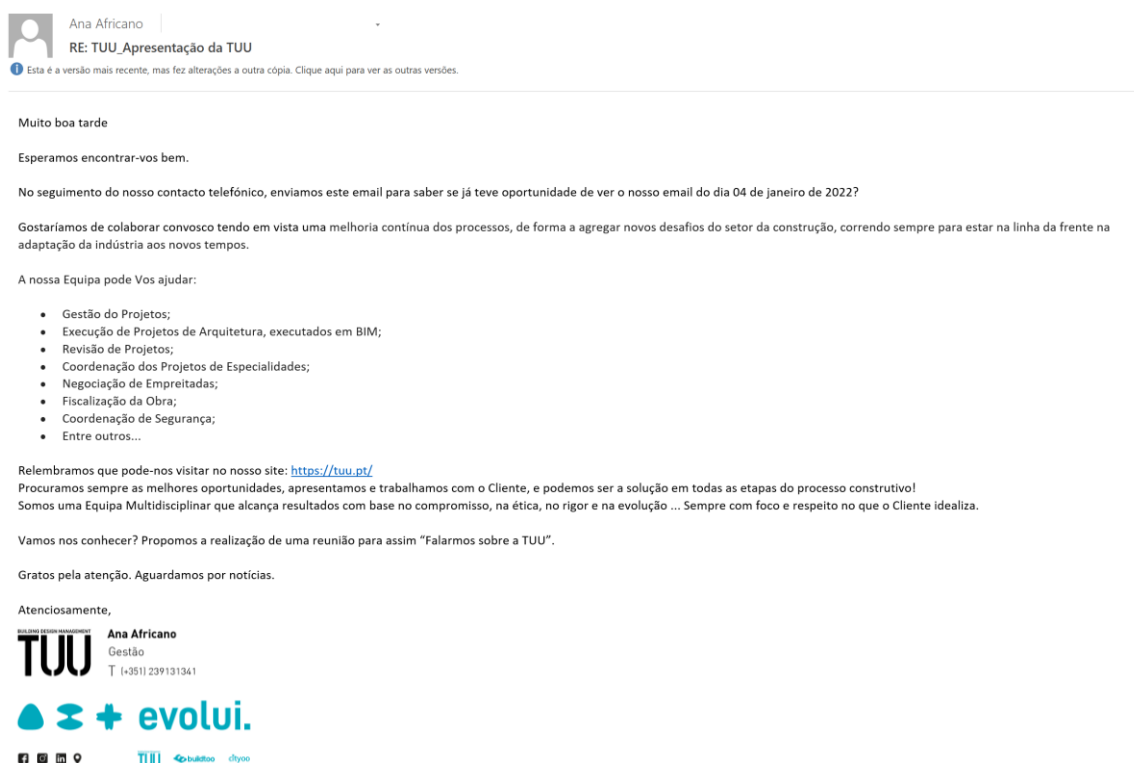 Ana Africano
RE: TUU_Apresentação da TUU
Esta é a versão mais recente, mas fez alterações a outra cópia. Clique aqui para ver as outras versões.
Muito boa tarde
Esperamos encontrar-vos bem.
No seguimento do nosso contacto telefónico, enviamos este email para saber se já teve oportunidade de ver o nosso email do dia 04 de janeiro de 2022?
Gostaríamos de colaborar convosco tendo em vista uma melhoria contínua dos processos, de forma a agregar novos desafios do setor da construção, correndo sempre para estar na linha da frente na
adaptação da indústria aos novos tempos.
A nossa Equipa pode Vos ajudar:
• Gestão do Projetos;
• Execução de Projetos de Arquitetura, executados em BIM;
• Revisão de Projetos;
• Coordenação dos Projetos de Especialidades;
• Negociação de Empreitadas;
• Fiscalização da Obra;
• Coordenação de Segurança;
• Entre outros...
Relembramos que pode-nos visitar no nosso site: https://tuu.pt/
Procuramos sempre as melhores oportunidades, apresentamos e trabalhamos com o Cliente, e podemos ser a solução em todas as etapas do processo construtivo!
Somos uma Equipa Multidisciplinar que alcança resultados com base no compromisso, na ética, no rigor e na evolução ... Sempre com foco e respeito no que o Cliente idealiza.
Vamos nos conhecer? Propomos a realização de uma reunião para assim “Falarmos sobre a TUU”.
Gratos pela atenção. Aguardamos por notícias.
Atenciosamente,
BUILDING DESIGN MANAGEMENT
TUU
Ana Africano
Gestão
T (+351) 239131341
evolui.
TUU buildtoo cityoo